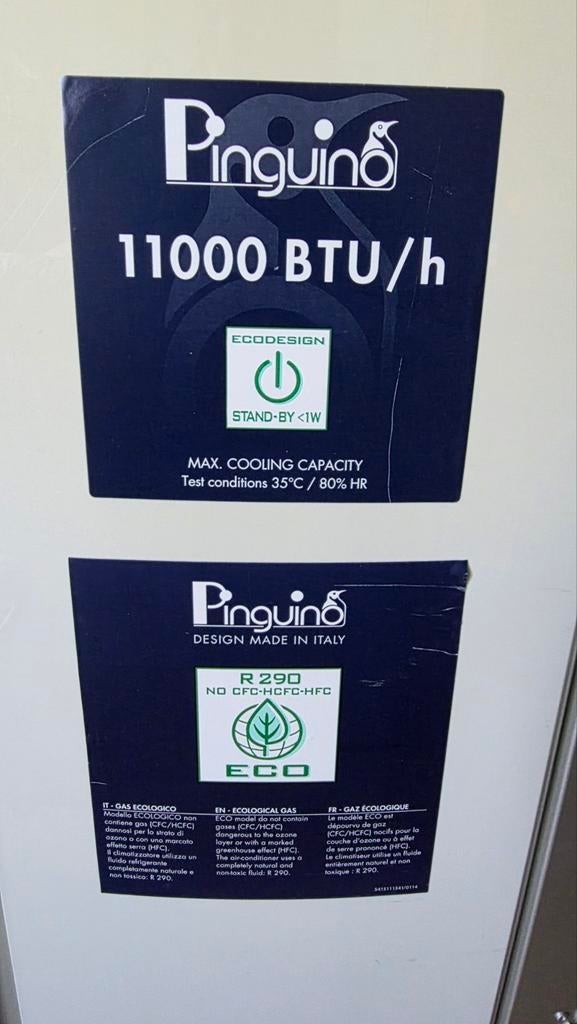 Pinguino
11000 BTU/h
ECODESIGN
STAND-BY <1W
MAX. COOLING CAPACITY
Test conditions 35°C / 80% HR
Pinguino
DESIGN MADE IN ITALY
R 290
NO CFC-HCFC-HFC
ECO
IT - GAS ECOLOGICO
Modello ECOLOGICO non
contiene gas (CFC/HCFC)
dannosi per lo strato di
ozono o con una marcato
effetto serra (HFC).
Il climatizzatore utilizza un
fluido refrigerante
completamente naturale e
non tossico: R 290.
EN - ECOLOGICAL GAS
ECO model do not contain
gases (CFC/HCFC)
dangerous to the ozone
layer or with a marked
greenhouse effect (HFC).
The air-conditioner uses a
completely natural and
non-toxic fluid: R 290.
FR - GAZ ÉCOLOGIQUE
Le modèle ECO est
dépourvu de gaz
(CFC/HCFC) nocifs pour la
couche d'ozone ou à effet
de serre prononcé (HFC).
Le climatiseur utilise un fluide
entièrement naturel et non
toxique : R 290.
5415111541/0114